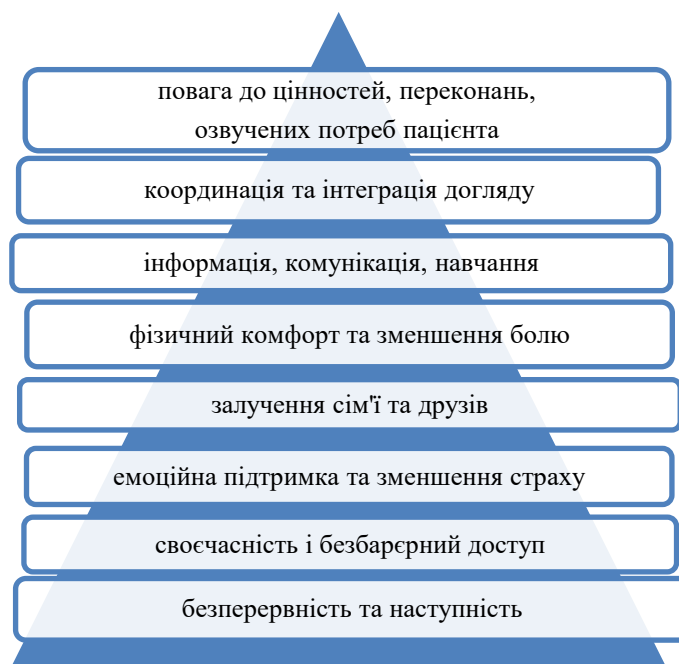 повага до цінностей, переконань,
озвучених потреб пацієнта
координація та інтеграція догляду
інформація, комунікація, навчання
фізичний комфорт та зменшення болю
залучення сім'ї та друзів
емоційна підтримка та зменшення страху
своєчасність і безбарєрний доступ
безперервність та наступність